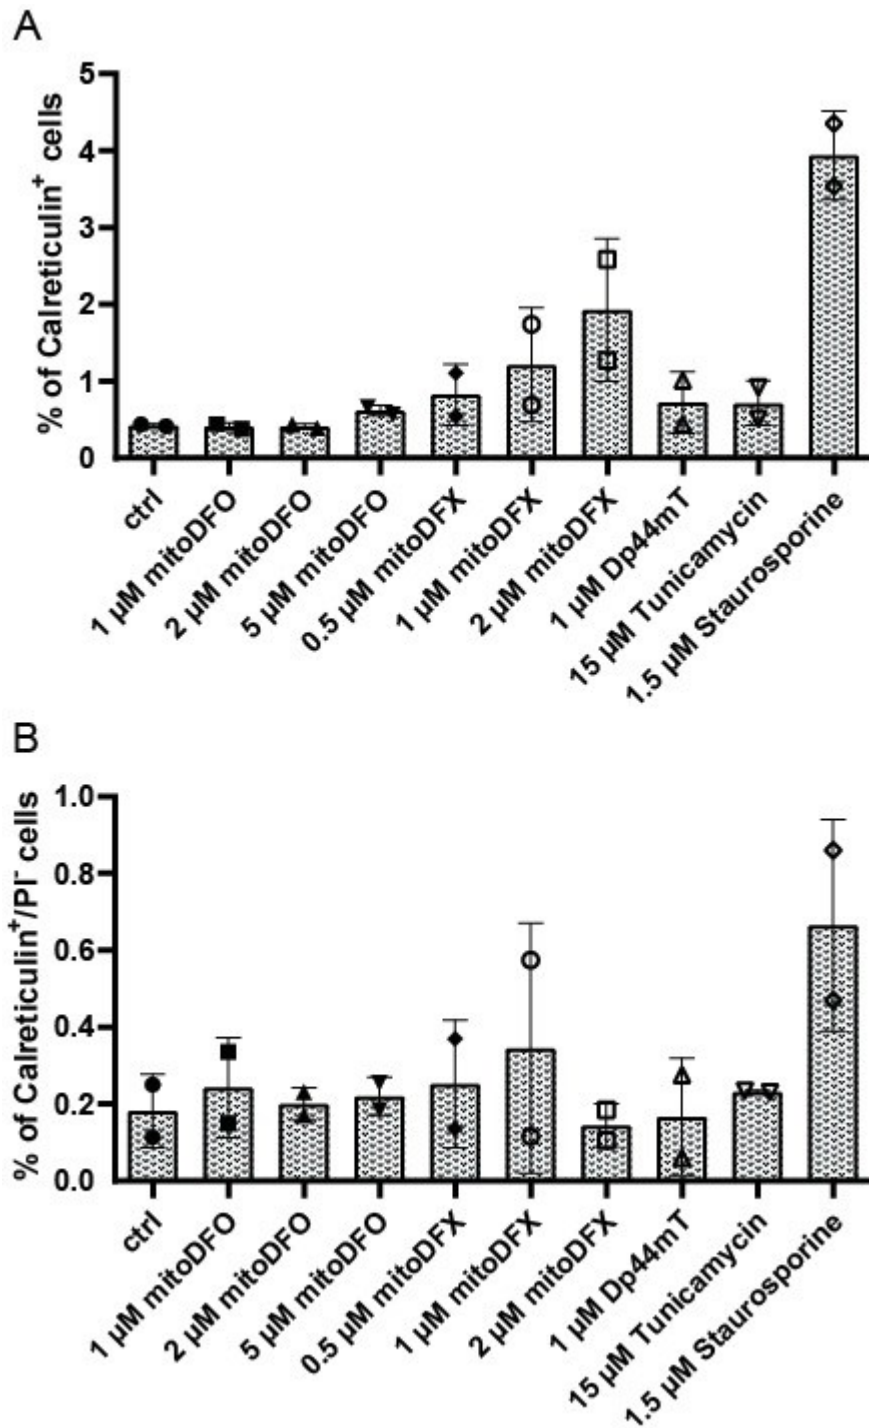 A
% of Calreticulin⁺ cells
5
4
3
2
1
0
ctrl
1 µM mitoDFO
2 µM mitoDFO
5 µM mitoDFO
0.5 µM mitoDFX
1 µM mitoDFX
2 µM mitoDFX
1 µM Dp44mT
15 µM Tunicamycin
1.5 µM Staurosporine
B
% of Calreticulin⁺/PI⁻ cells
1.0
0.8
0.6
0.4
0.2
0.0
ctrl
1 µM mitoDFO
2 µM mitoDFO
5 µM mitoDFO
0.5 µM mitoDFX
1 µM mitoDFX
2 µM mitoDFX
1 µM Dp44mT
15 µM Tunicamycin
1.5 µM Staurosporine